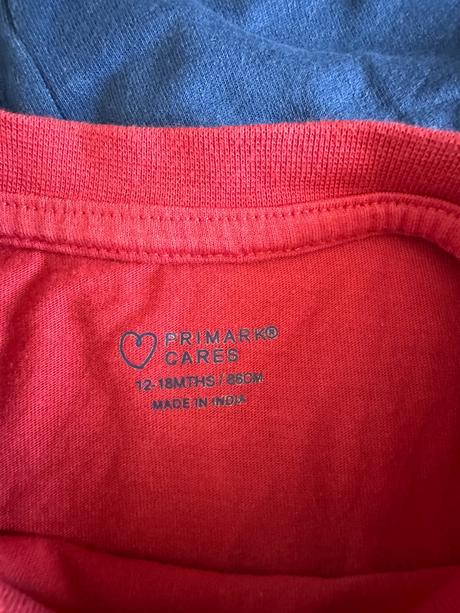 PRIMARK®
CARES
12-18MTHS / 86CM
MADE IN INDIA